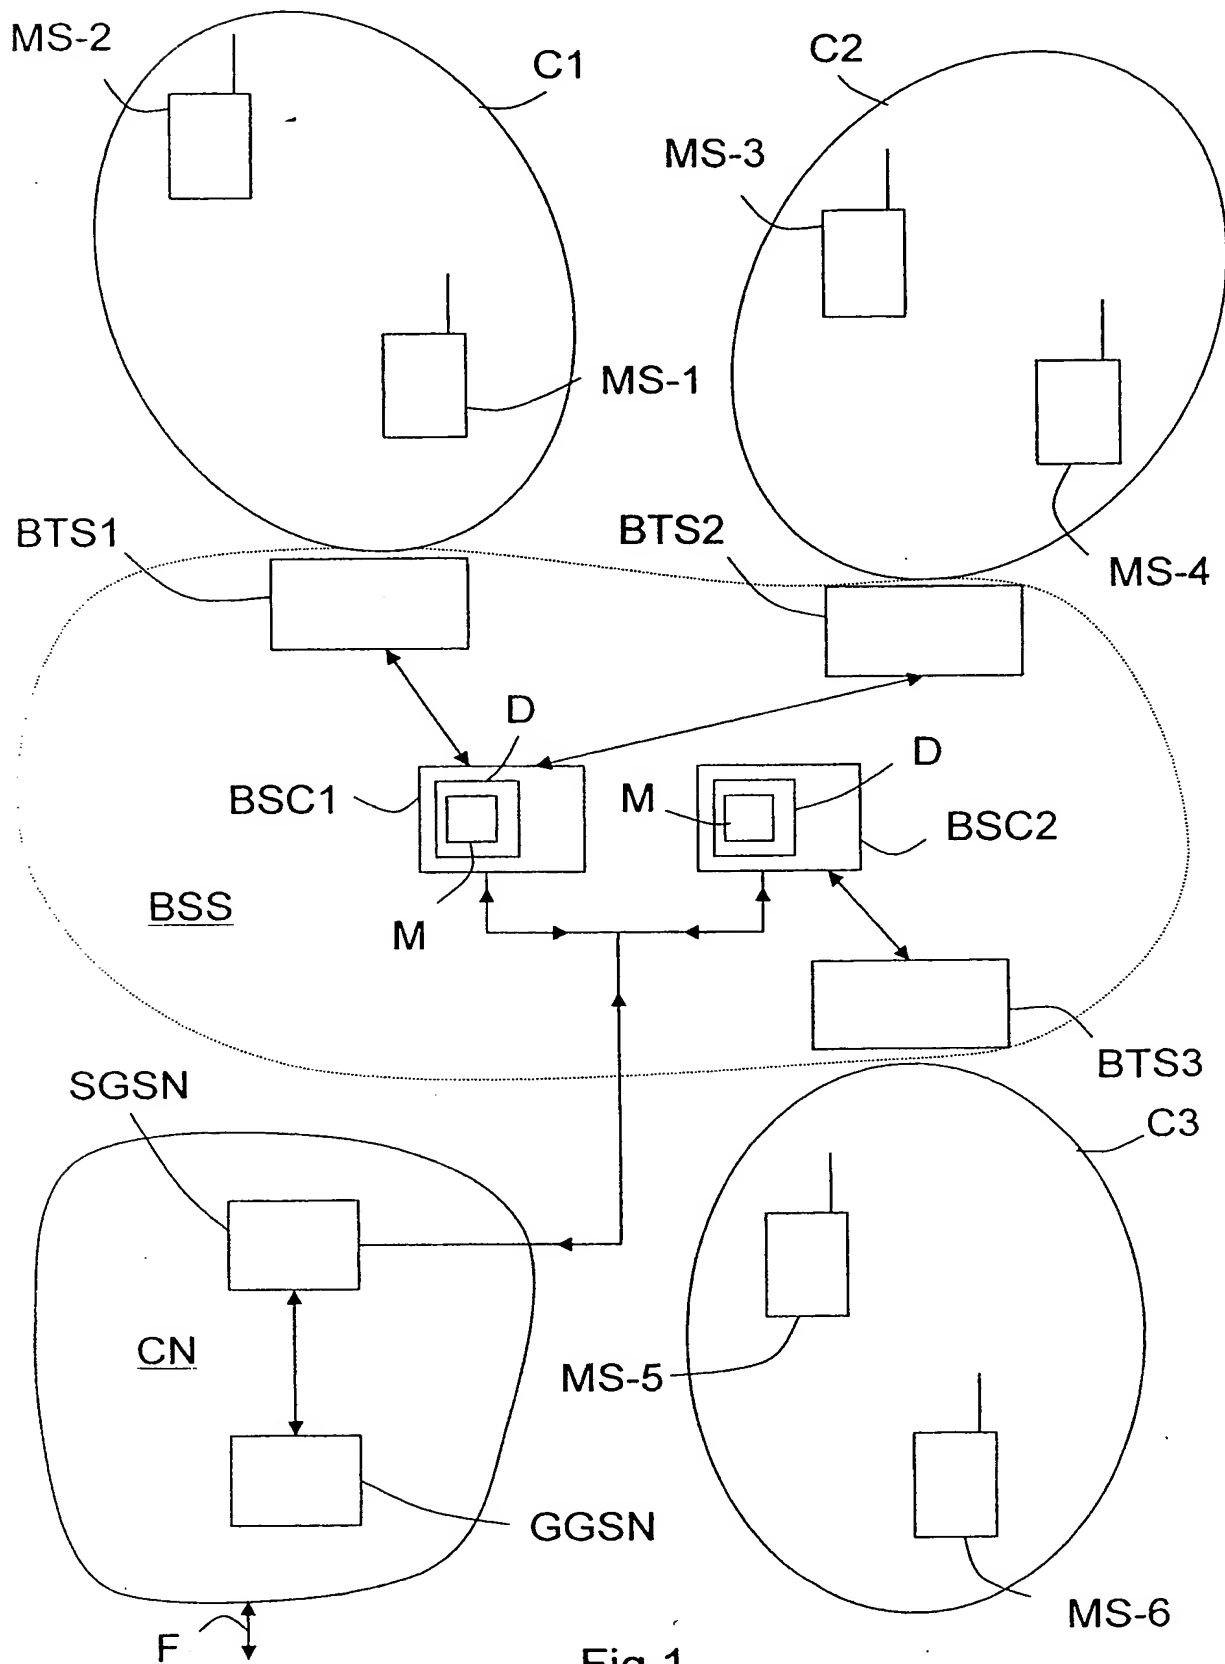 MS-2
C1
C2
MS-3
MS-1
BTS1
BTS2
MS-4
D
D
BSC1
M
BSC2
BSS
M
BTS3
SGSN
C3
CN
MS-5
GGSN
MS-6
F
Fig.1